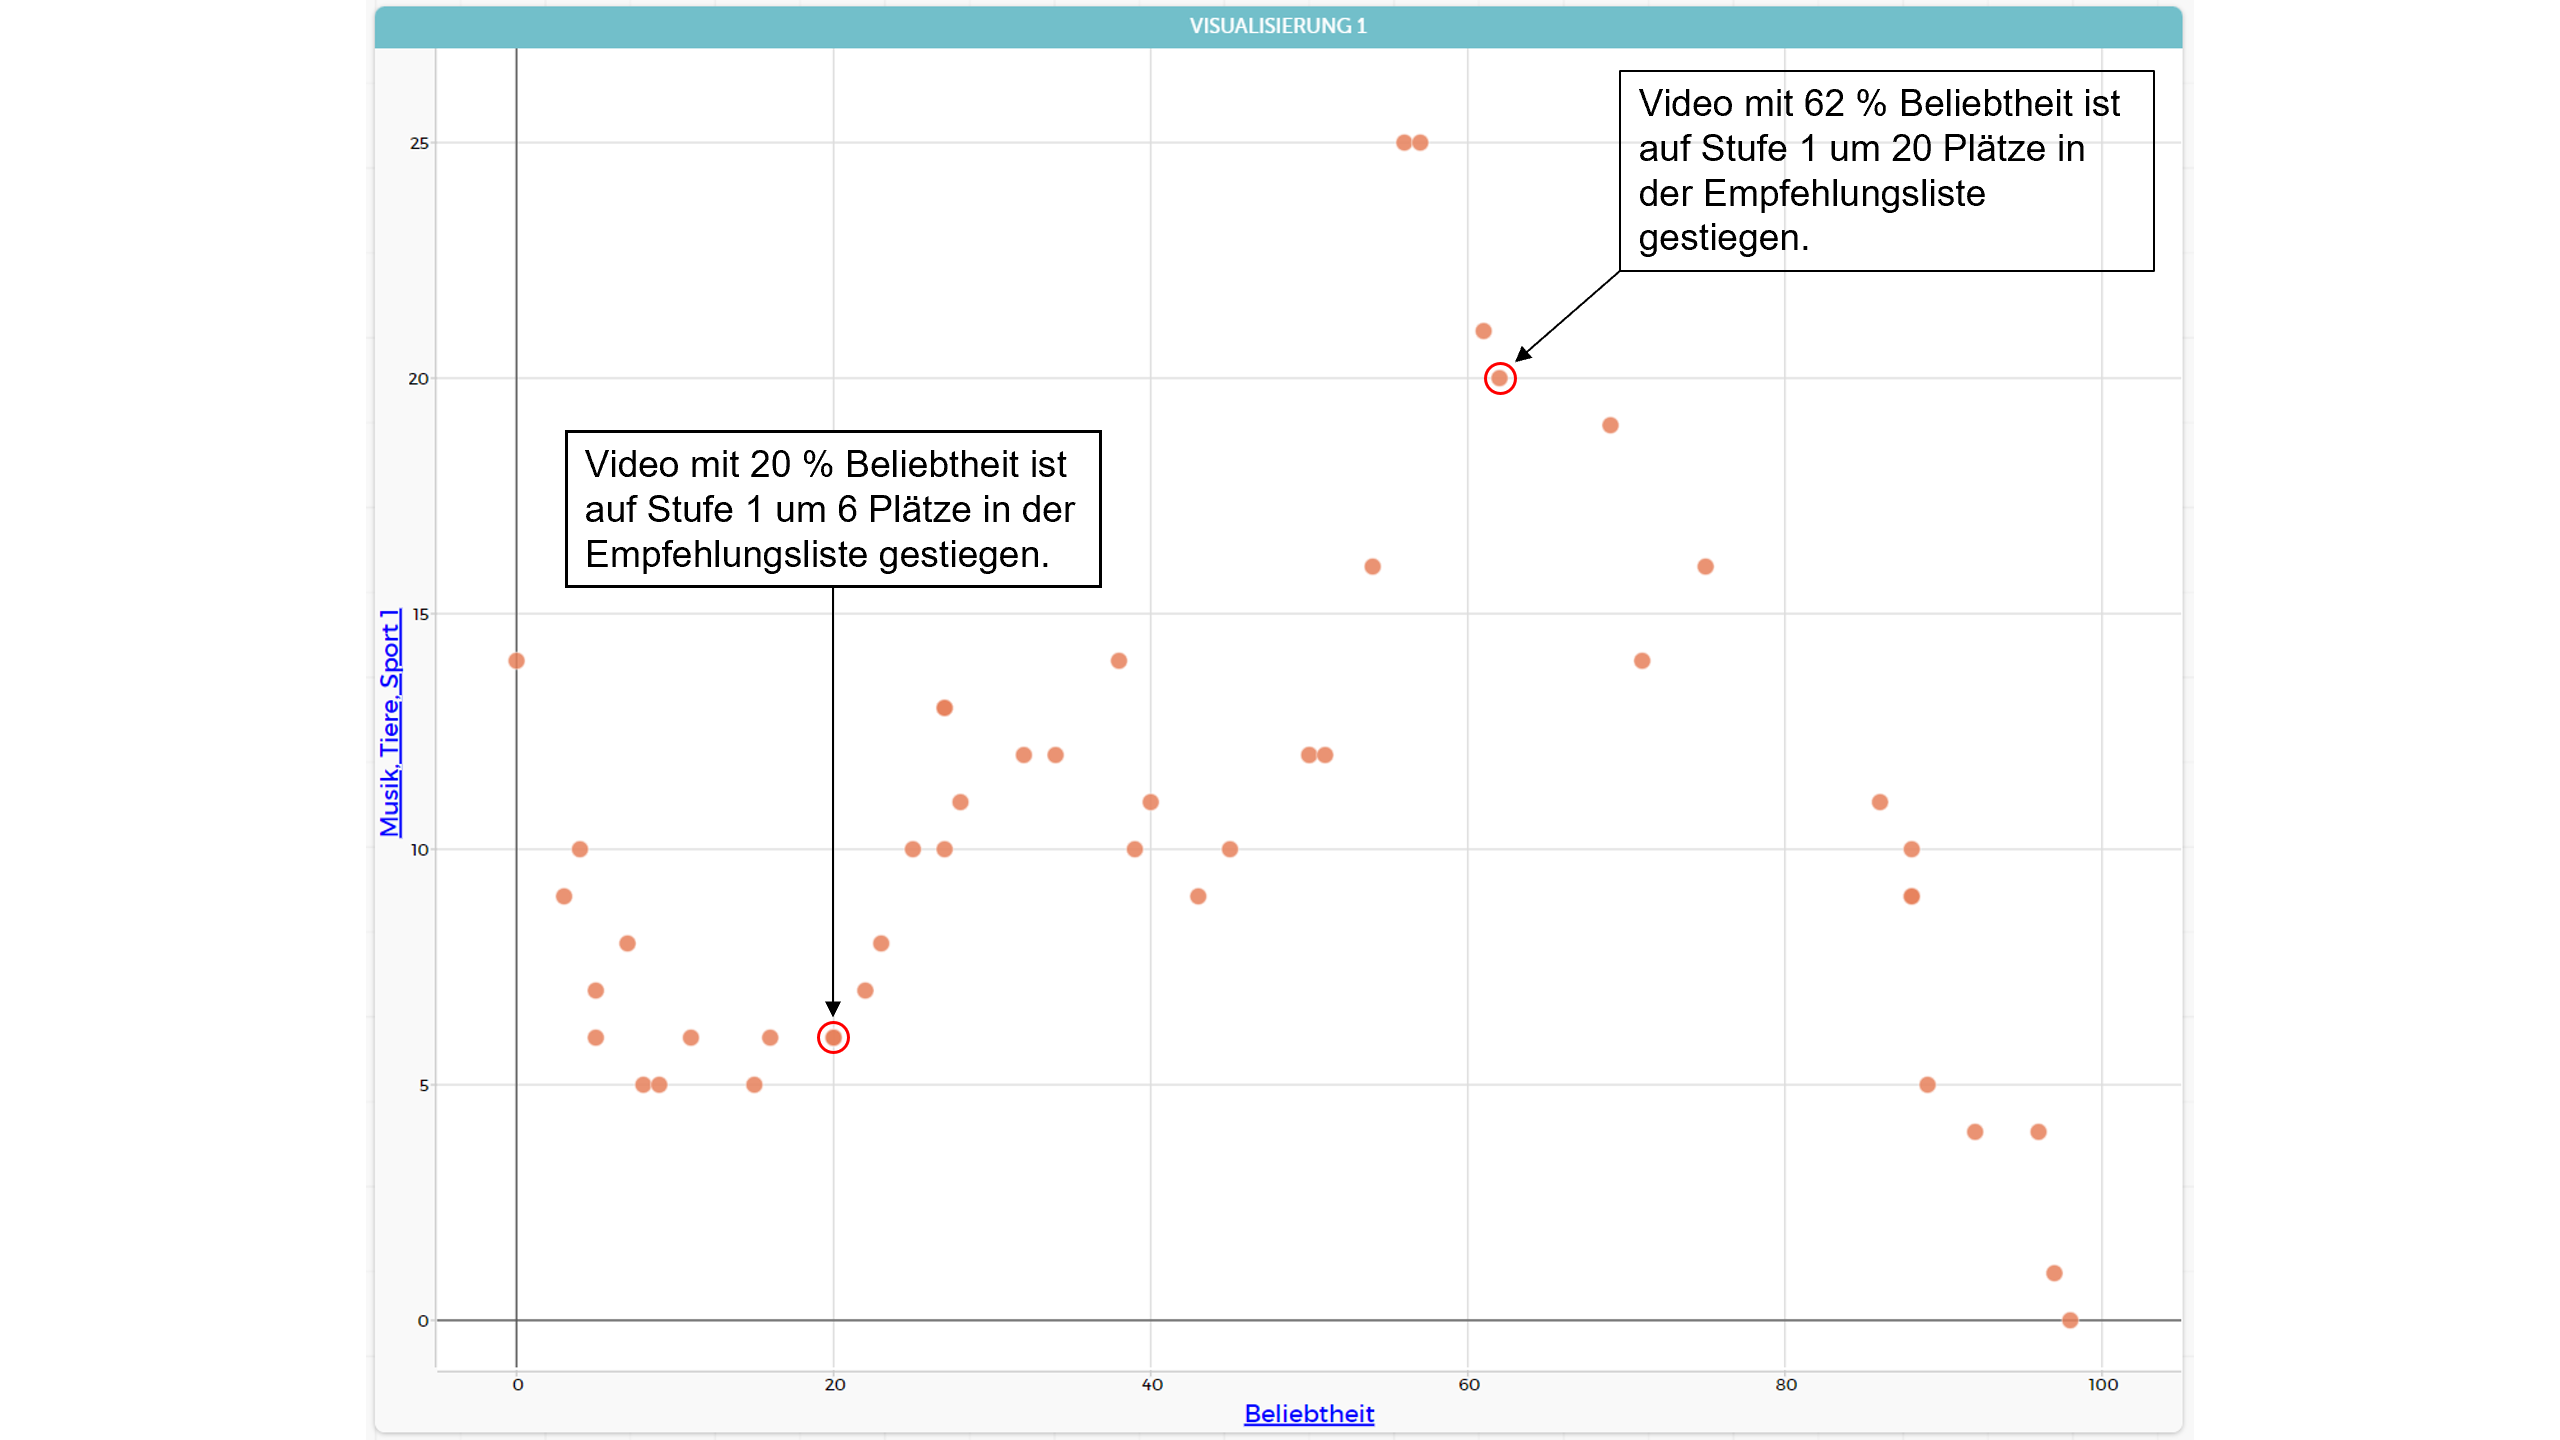 VISUALISIERUNG 1
Video mit 62 % Beliebtheit ist
auf Stufe 1 um 20 Plätze in
der Empfehlungsliste
gestiegen.
Video mit 20 % Beliebtheit ist
auf Stufe 1 um 6 Plätze in der
Empfehlungsliste gestiegen.
25
20
15
10
5
0
Musik, Tiere, Sport 1
0 20 40 60 80 100
Beliebtheit